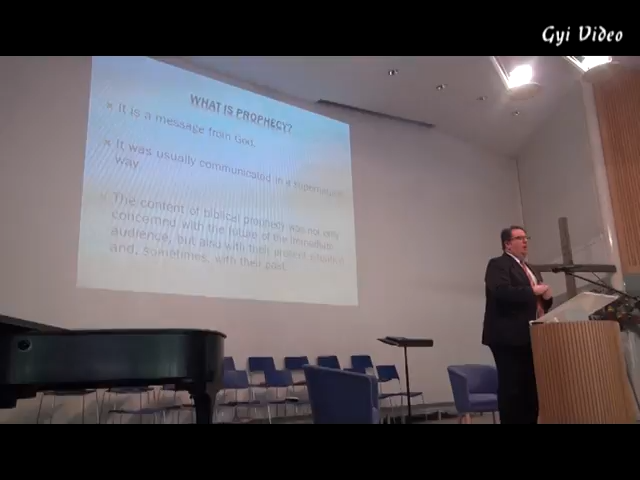 Gyi Video
WHAT IS PROPHECY?
× It is a message from God.
× It was usually communicated in a
way
× The content of biblical prophecy was not only
concerned with the future of the immediate
audience, but also with their present situation
and, sometimes, with their past.